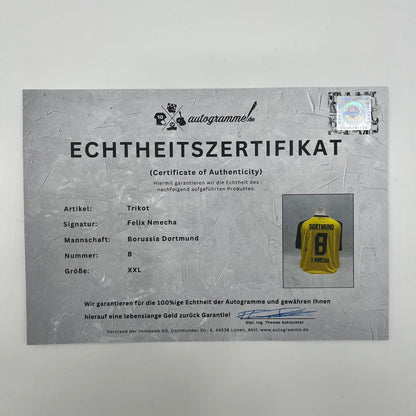 10 autogramme.de
ECHTHEITSZERTIFIKAT
(Certificate of Authenticity)
Hiermit garantieren wir die Echtheit des
nachfolgend aufgeführten Produktes.
Artikel: Trikot
Signatur: Felix Nmecha
Mannschaft: Borussia Dortmund
Nummer: 8
Größe: XXL
DORTMUND
8
F. NMECHA
Wir garantieren für die 100%ige Echtheit der Autogramme und gewähren Ihnen
hierauf eine lebenslange Geld zurück Garantie!
Dipl. Ing. Thomas Schlüchter
Vorstand der immoweb AG, Dortmunder Str. 5, 44536 Lünen, Abtl. www.autogramme.de